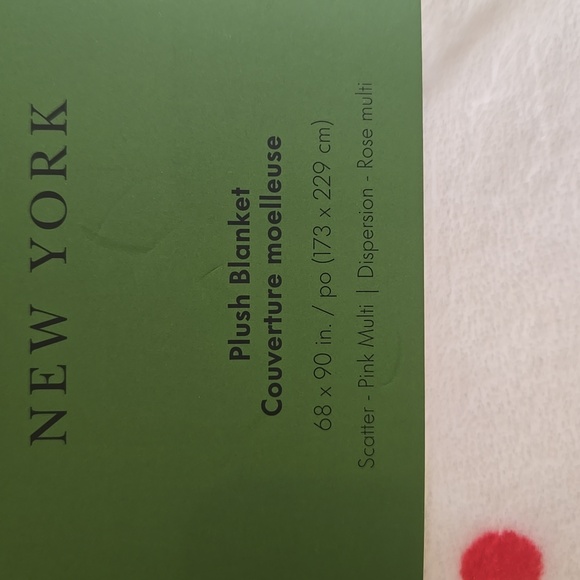 NEW YORK
Plush Blanket
Couverture moelleuse
68 x 90 in. / po (173 x 229 cm)
Scatter - Pink Multi | Dispersion - Rose multi